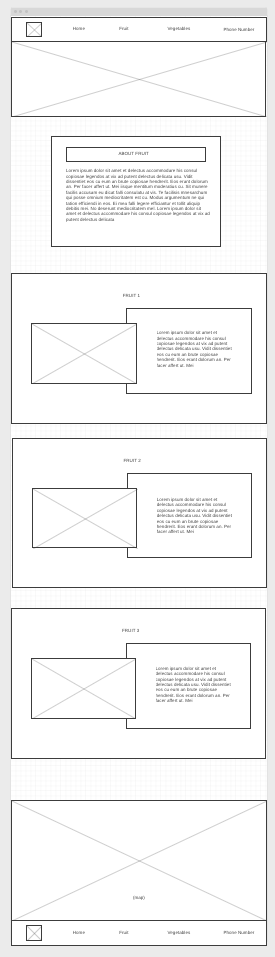 Home Fruit Vegetables Phone Number
ABOUT FRUIT
Lorem ipsum dolor sit amet et delectus accommodare his consul
copiosae legendos at vix ad putent delectus delicata usu. Vidit
dissentiet eos cu eum an brute copiosae hendrerit. Eos erant dolorum
an. Per facer affert ut. Mei iisque mentitum moderatius cu. Sit munere
facilis accusam eu dicat falli consulatu at vis. Te facilisis mnesarchum
qui posse omnium mediocritatem est cu. Modus argumentum ne qui
tation efficiendi in eos. Ei mea falli legere efficiantur et tollit aliquip
debitis mei. No deserunt mediocritatem mel. Lorem ipsum dolor sit
amet et delectus accommodare his consul copiosae legendos at vix ad
putent delectus delicata
FRUIT 1
Lorem ipsum dolor sit amet et
delectus accommodare his consul
copiosae legendos at vix ad putent
delectus delicata usu. Vidit dissentiet
eos cu eum an brute copiosae
hendrerit. Eos erant dolorum an. Per
facer affert ut. Mei
FRUIT 2
Lorem ipsum dolor sit amet et
delectus accommodare his consul
copiosae legendos at vix ad putent
delectus delicata usu. Vidit dissentiet
eos cu eum an brute copiosae
hendrerit. Eos erant dolorum an. Per
facer affert ut. Mei
FRUIT 3
Lorem ipsum dolor sit amet et
delectus accommodare his consul
copiosae legendos at vix ad putent
delectus delicata usu. Vidit dissentiet
eos cu eum an brute copiosae
hendrerit. Eos erant dolorum an. Per
facer affert ut. Mei
(map)
Home Fruit Vegetables Phone Number